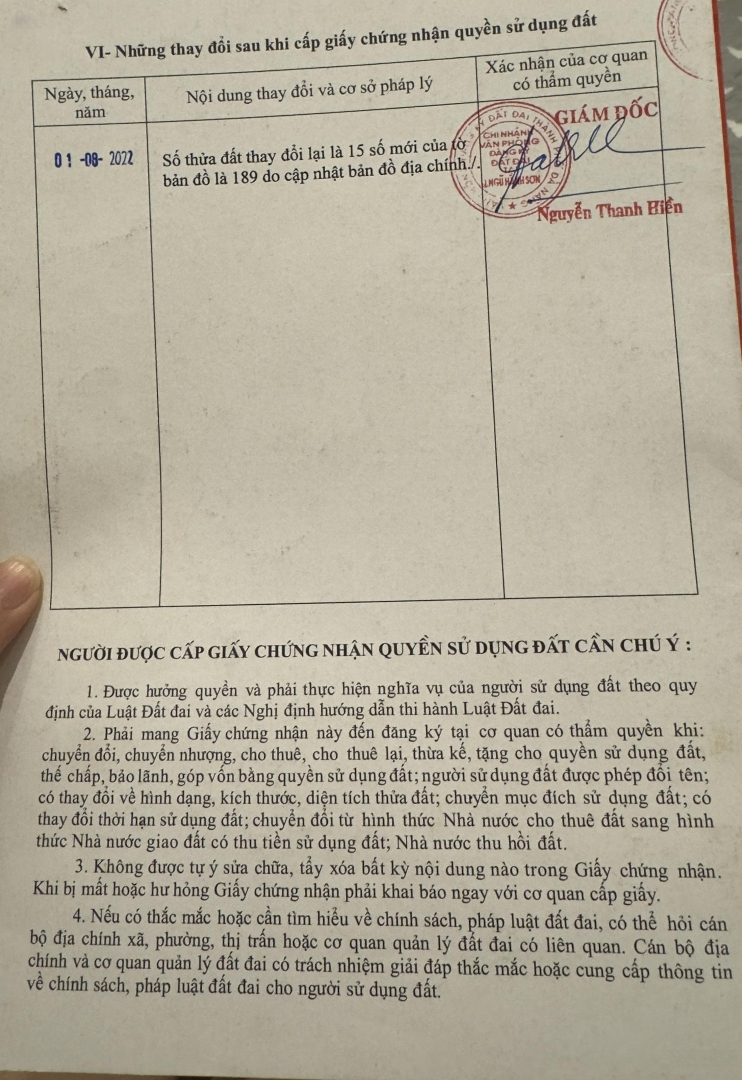 VI- Những thay đổi sau khi cấp giấy chứng nhận quyền sử dụng đất
Ngày, tháng,
năm
Nội dung thay đổi và cơ sở pháp lý
Xác nhận của cơ quan
có thẩm quyền
01 -08- 2022
Số thửa đất thay đổi lại là 15 số mới của tờ
bản đồ là 189 do cập nhật bản đồ địa chính./.
GIÁM ĐỐC
CHI NHÁNH
VĂN PHÒNG
ĐĂNG KÝ
ĐẤT ĐAI
Nguyễn Thanh Hiền
NGƯỜI ĐƯỢC CẤP GIẤY CHỨNG NHẬN QUYỀN SỬ DỤNG ĐẤT CẦN CHÚ Ý :
1. Được hưởng quyền và phải thực hiện nghĩa vụ của người sử dụng đất theo quy
định của Luật Đất đai và các Nghị định hướng dẫn thi hành Luật Đất đai.
2. Phải mang Giấy chứng nhận này đến đăng ký tại cơ quan có thẩm quyền khi:
chuyển đổi, chuyển nhượng, cho thuê, cho thuê lại, thừa kế, tặng cho quyền sử dụng đất,
thế chấp, bảo lãnh, góp vốn bằng quyền sử dụng đất; người sử dụng đất được phép đổi tên;
có thay đổi về hình dạng, kích thước, diện tích thửa đất; chuyển mục đích sử dụng đất; có
thay đổi thời hạn sử dụng đất; chuyển đổi từ hình thức Nhà nước cho thuê đất sang hình
thức Nhà nước giao đất có thu tiền sử dụng đất; Nhà nước thu hồi đất.
3. Không được tự ý sửa chữa, tẩy xóa bất kỳ nội dung nào trong Giấy chứng nhận.
Khi bị mất hoặc hư hỏng Giấy chứng nhận phải khai báo ngay với cơ quan cấp giấy.
4. Nếu có thắc mắc hoặc cần tìm hiểu về chính sách, pháp luật đất đai, có thể hỏi cán
bộ địa chính xã, phường, thị trấn hoặc cơ quan quản lý đất đai có liên quan. Cán bộ địa
chính và cơ quan quản lý đất đai có trách nhiệm giải đáp thắc mắc hoặc cung cấp thông tin
về chính sách, pháp luật đất đai cho người sử dụng đất.